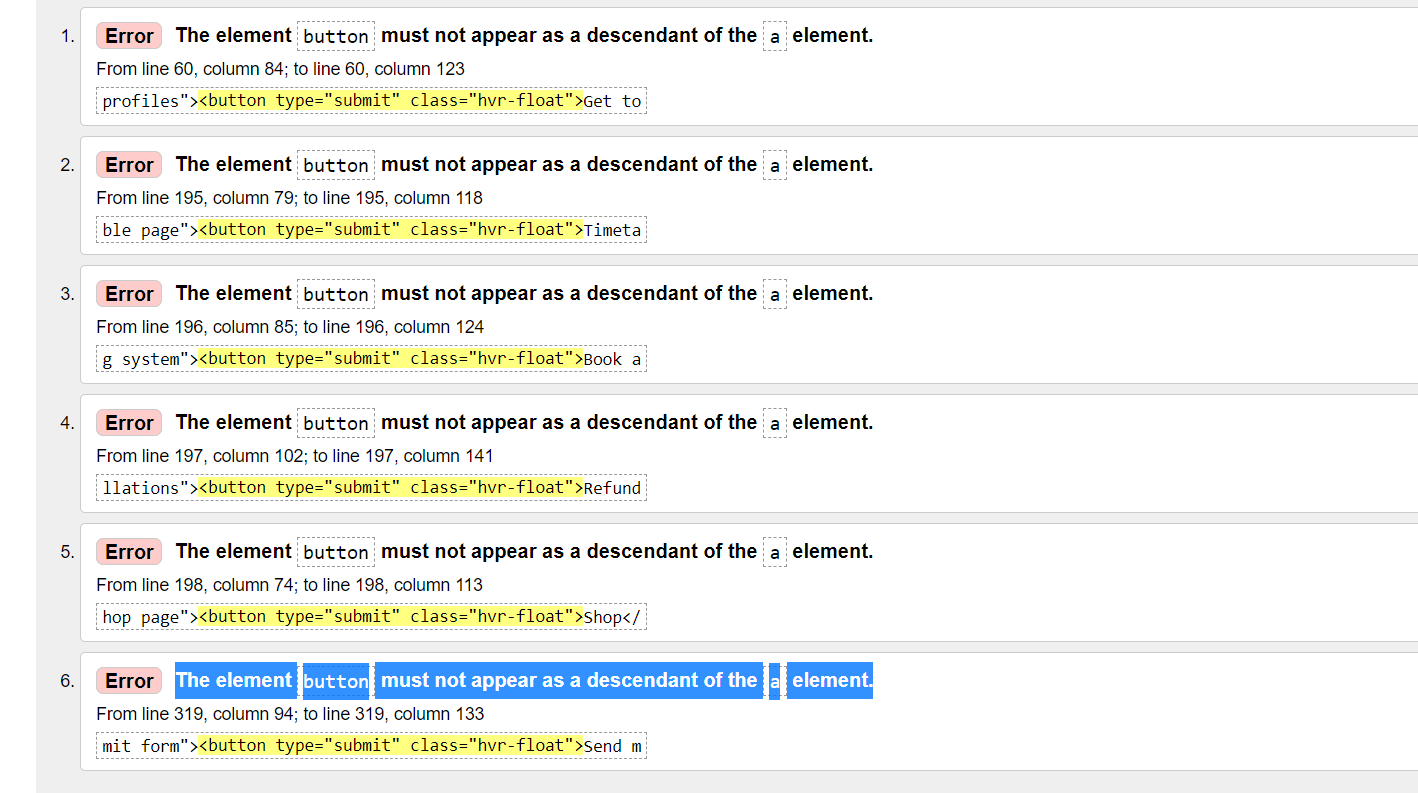 1. Error The element button must not appear as a descendant of the a element.
From line 60, column 84; to line 60, column 123
profiles"><button type="submit" class="hvr-float">Get to
2. Error The element button must not appear as a descendant of the a element.
From line 195, column 79; to line 195, column 118
ble page"><button type="submit" class="hvr-float">Timeta
3. Error The element button must not appear as a descendant of the a element.
From line 196, column 85; to line 196, column 124
g system"><button type="submit" class="hvr-float">Book a
4. Error The element button must not appear as a descendant of the a element.
From line 197, column 102; to line 197, column 141
llations"><button type="submit" class="hvr-float">Refund
5. Error The element button must not appear as a descendant of the a element.
From line 198, column 74; to line 198, column 113
hop page"><button type="submit" class="hvr-float">Shop</
6. Error The element button must not appear as a descendant of the a element.
From line 319, column 94; to line 319, column 133
mit form"><button type="submit" class="hvr-float">Send m